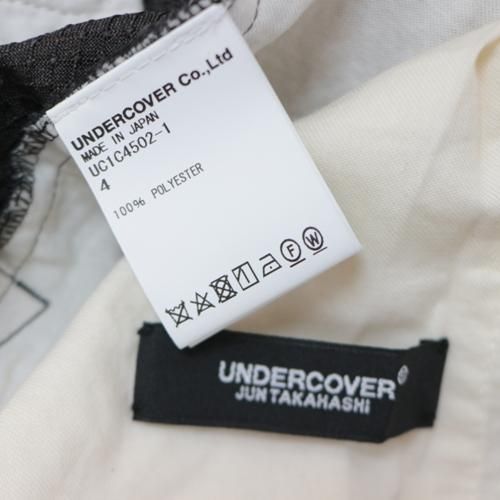 UNDERCOVER Co.,Ltd
MADE IN JAPAN
UC1C4502-1
4
100% POLYESTER
F W
UNDERCOVER®
JUNTAKAHASHI